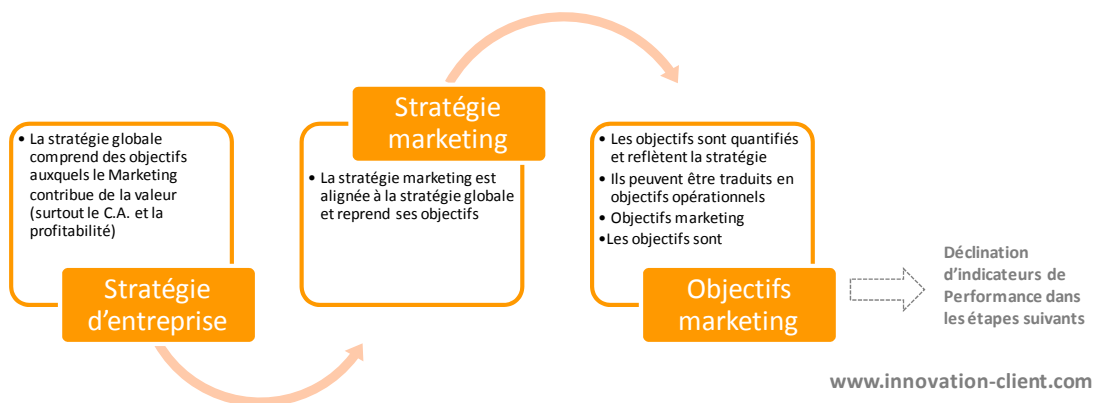 • La stratégie globale
comprend des objectifs
auxquels le Marketing
contribue de la valeur
(surtout le C.A. et la
profitabilité)
Stratégie
d’entreprise
Stratégie
marketing
• La stratégie marketing est
alignée à la stratégie globale
et reprend ses objectifs
• Les objectifs sont quantifiés
et reflètent la stratégie
• Ils peuvent être traduits en
objectifs opérationnels
• Objectifs marketing
•Les objectifs sont
Objectifs
marketing
Déclination
d’indicateurs de
Performance dans
les étapes suivants
www.innovation-client.com